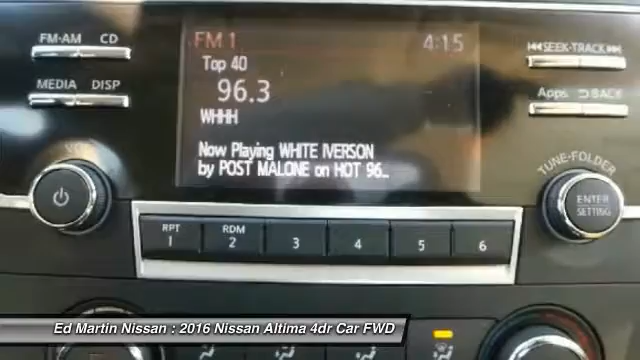 FM-AM CD
FM 1 4:15
SEEK-TRACK
Top 40
96.3
MEDIA DISP
Apps BACK
WHHH
Now Playing WHITE IVERSON
by POST MALONE on HOT 96..
VOL
TUNE-FOLDER
ENTER
SETTING
RPT RDM
1 2 3 4 5 6
Ed Martin Nissan : 2016 Nissan Altima 4dr Car FWD